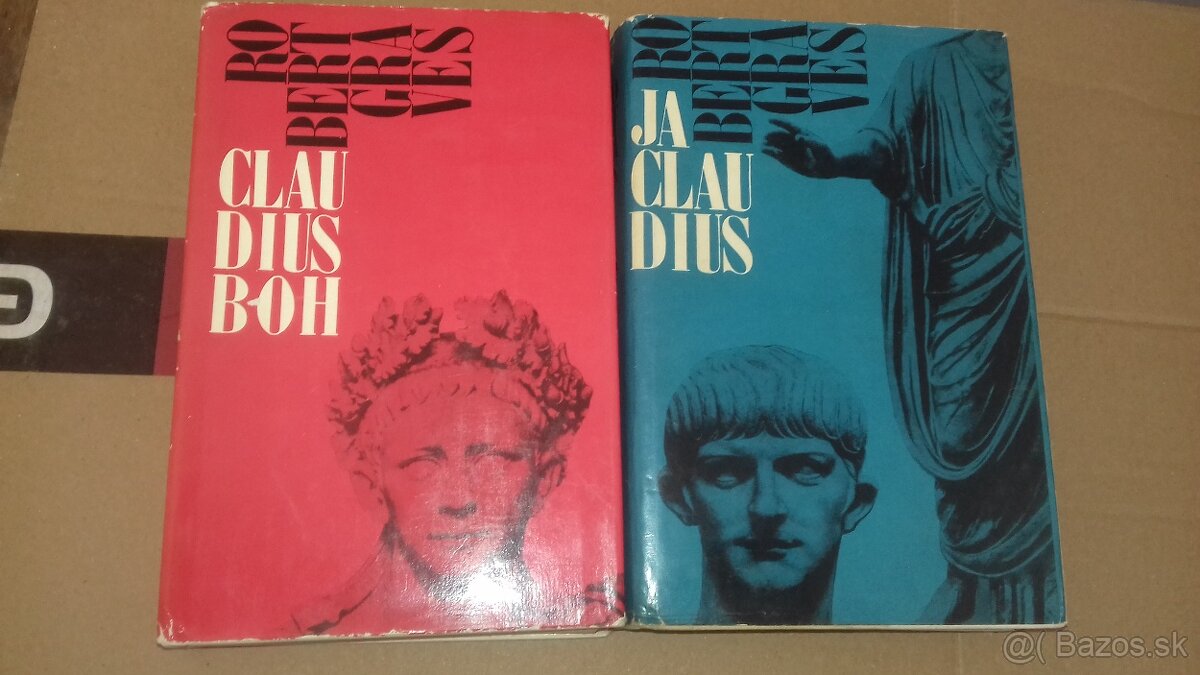 RO
BERT
GRA
VES
CLAU
DIUS
BOH
RO
BERT
GRA
VES
JA
CLAU
DIUS
@( Bazos.sk